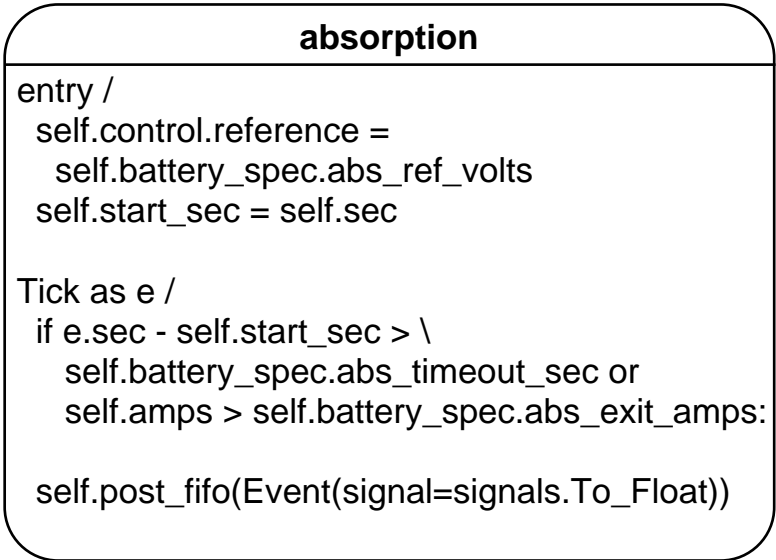 absorption
entry /
self.control.reference =
self.battery_spec.abs_ref_volts
self.start_sec = self.sec
Tick as e /
if e.sec - self.start_sec > \
self.battery_spec.abs_timeout_sec or
self.amps > self.battery_spec.abs_exit_amps:
self.post_fifo(Event(signal=signals.To_Float))